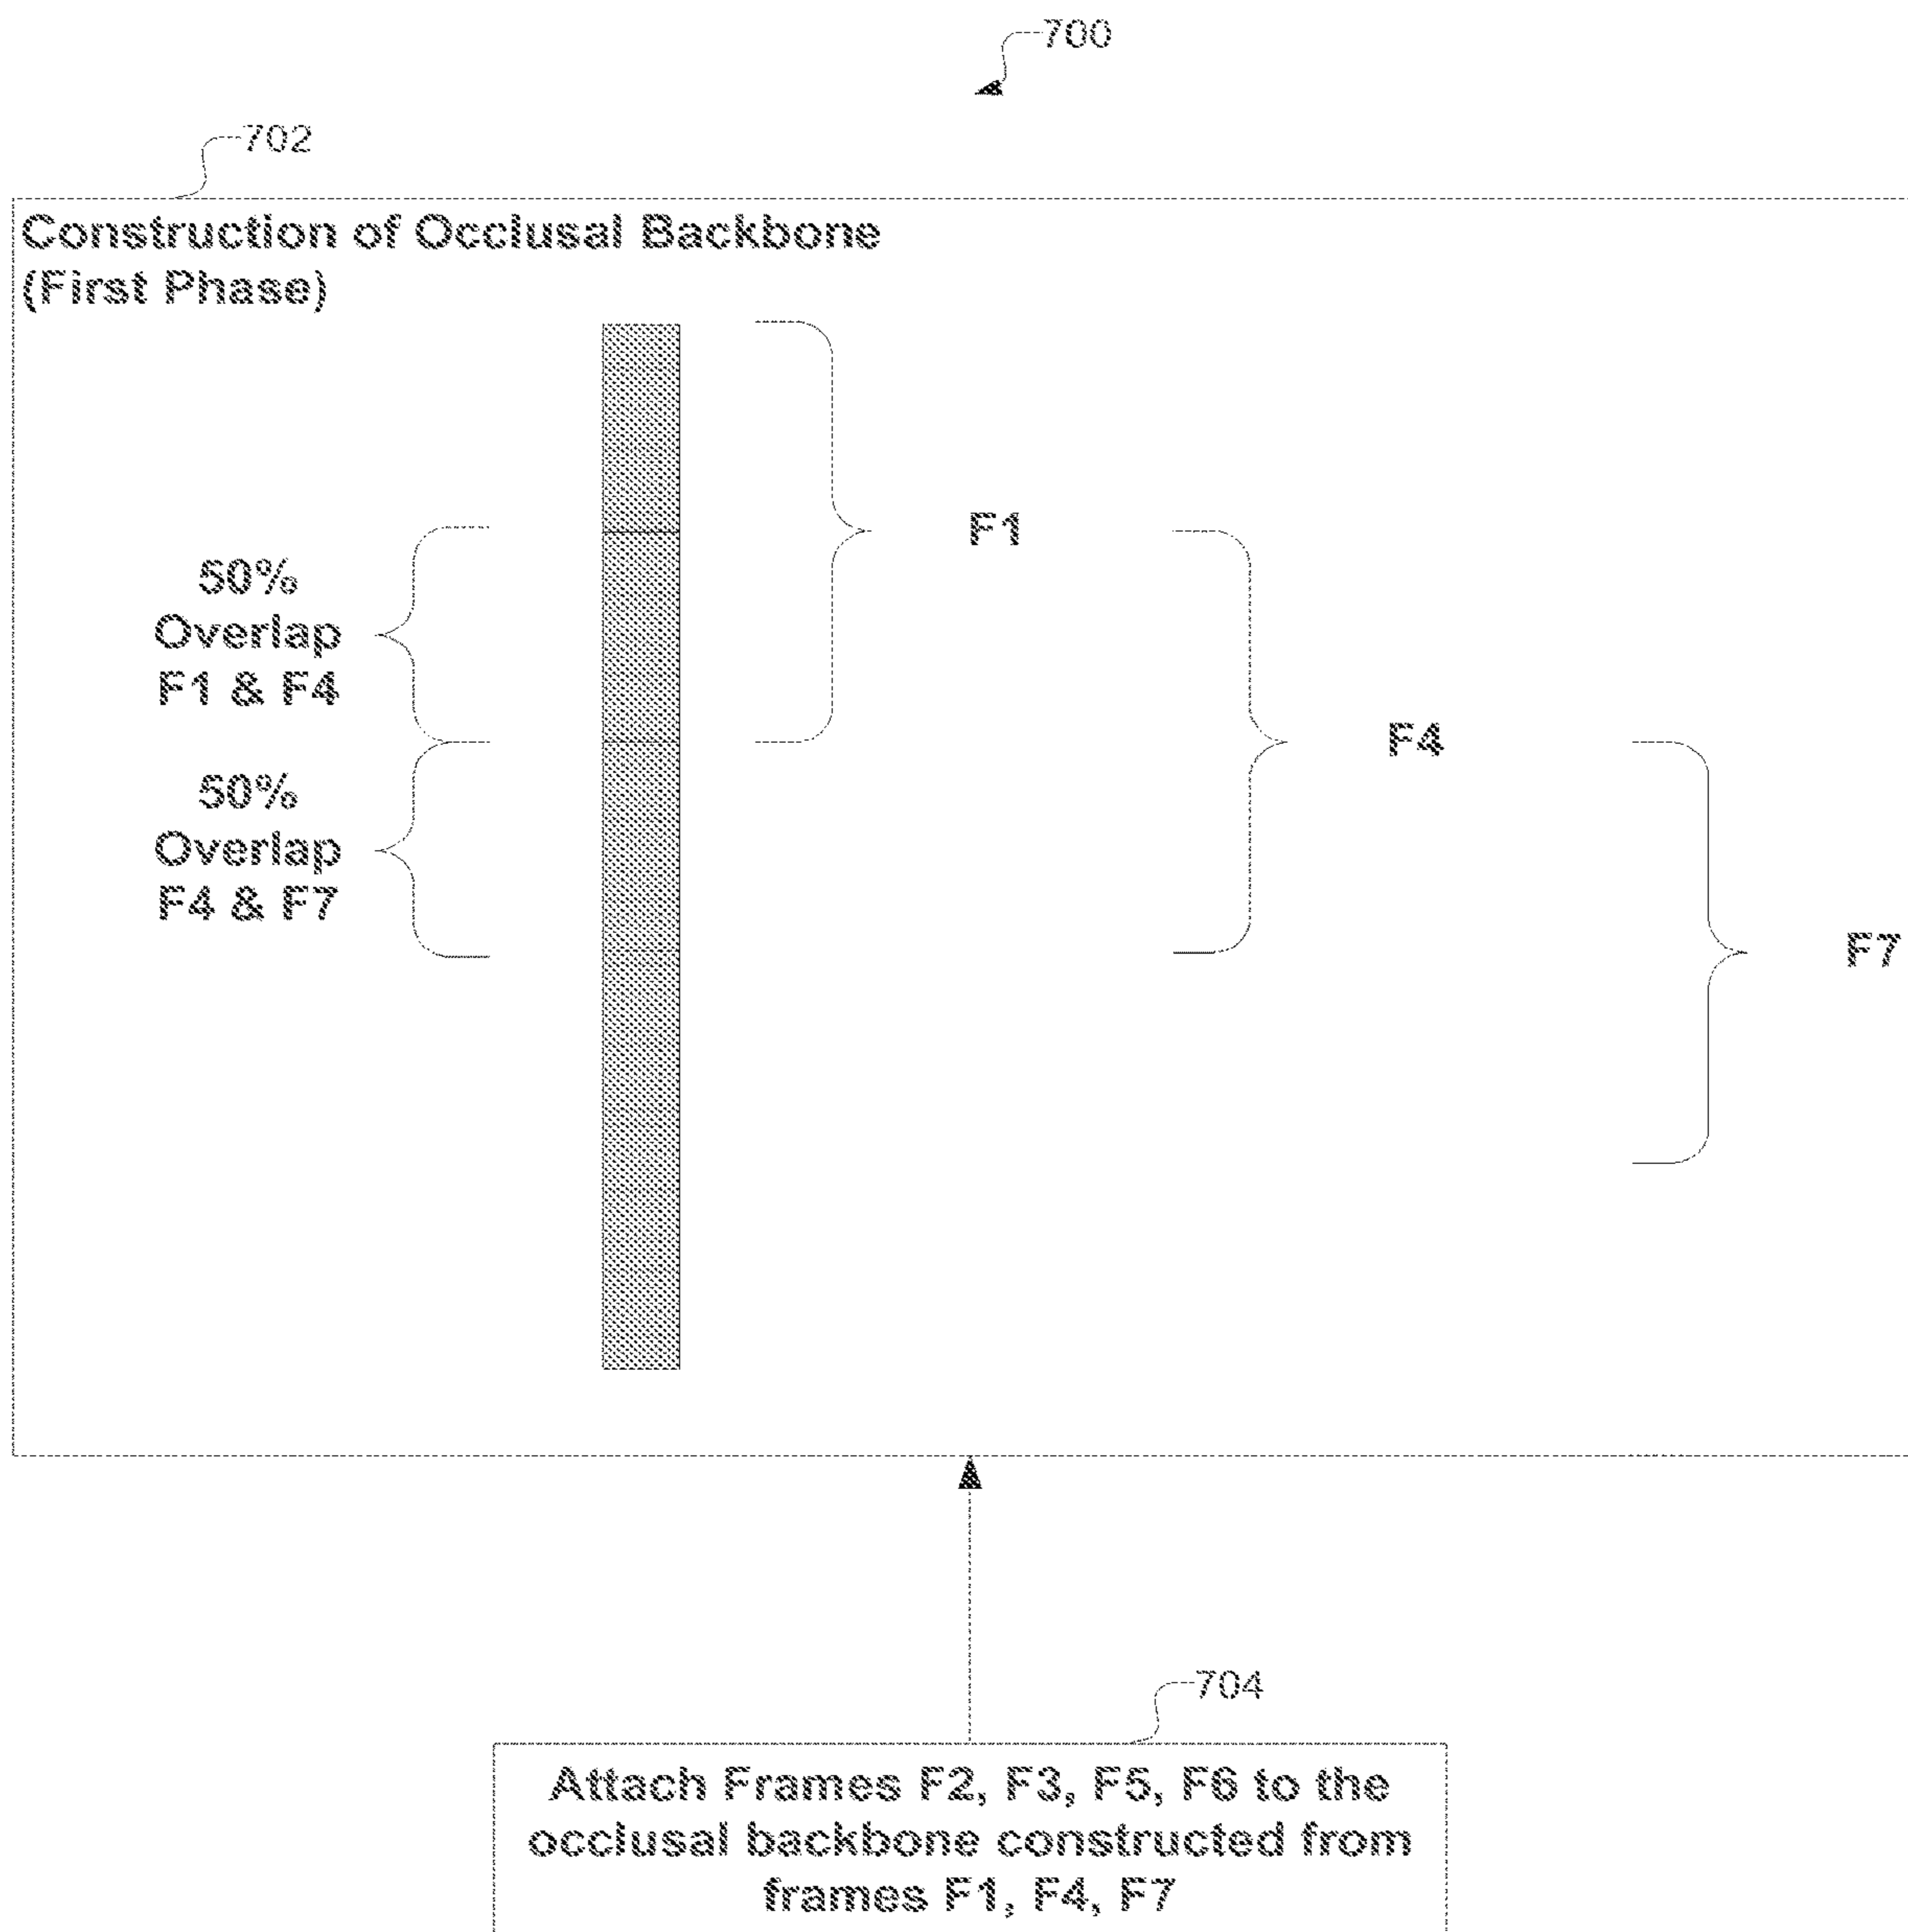 700
702
Construction of Occlusal Backbone
(First Phase)
F1
50%
Overlap
F1 & F4
F4
50%
Overlap
F4 & F7
F7
704
Attach Frames F2, F3, F5, F6 to the
occlusal backbone constructed from
frames F1, F4, F7